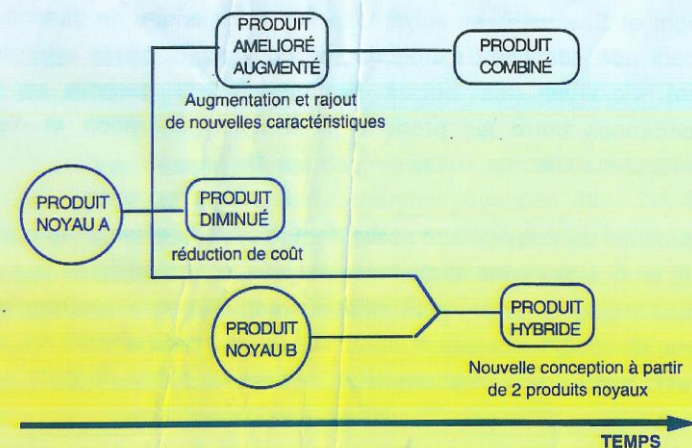 PRODUIT
AMELIORÉ
AUGMENTÉ
PRODUIT
COMBINÉ
Augmentation et rajout
de nouvelles caractéristiques
PRODUIT
NOYAU A
PRODUIT
DIMINUÉ
réduction de coût
PRODUIT
NOYAU B
PRODUIT
HYBRIDE
Nouvelle conception à partir
de 2 produits noyaux
TEMPS